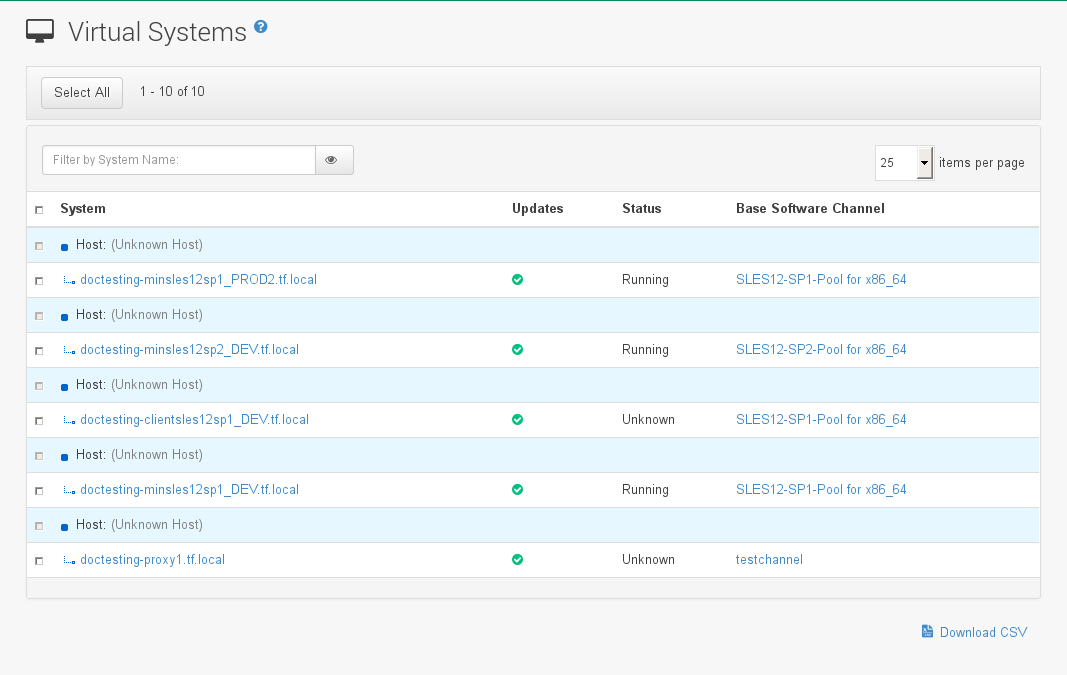 Virtual Systems ?
Select All 1 - 10 of 10
Filter by System Name: 25 items per page
System Updates Status Base Software Channel
Host: (Unknown Host)
doctesting-minsles12sp1_PROD2.tf.local Running SLES12-SP1-Pool for x86_64
Host: (Unknown Host)
doctesting-minsles12sp2_DEV.tf.local Running SLES12-SP2-Pool for x86_64
Host: (Unknown Host)
doctesting-clientsles12sp1_DEV.tf.local Unknown SLES12-SP1-Pool for x86_64
Host: (Unknown Host)
doctesting-minsles12sp1_DEV.tf.local Running SLES12-SP1-Pool for x86_64
Host: (Unknown Host)
doctesting-proxy1.tf.local Unknown testchannel
Download CSV